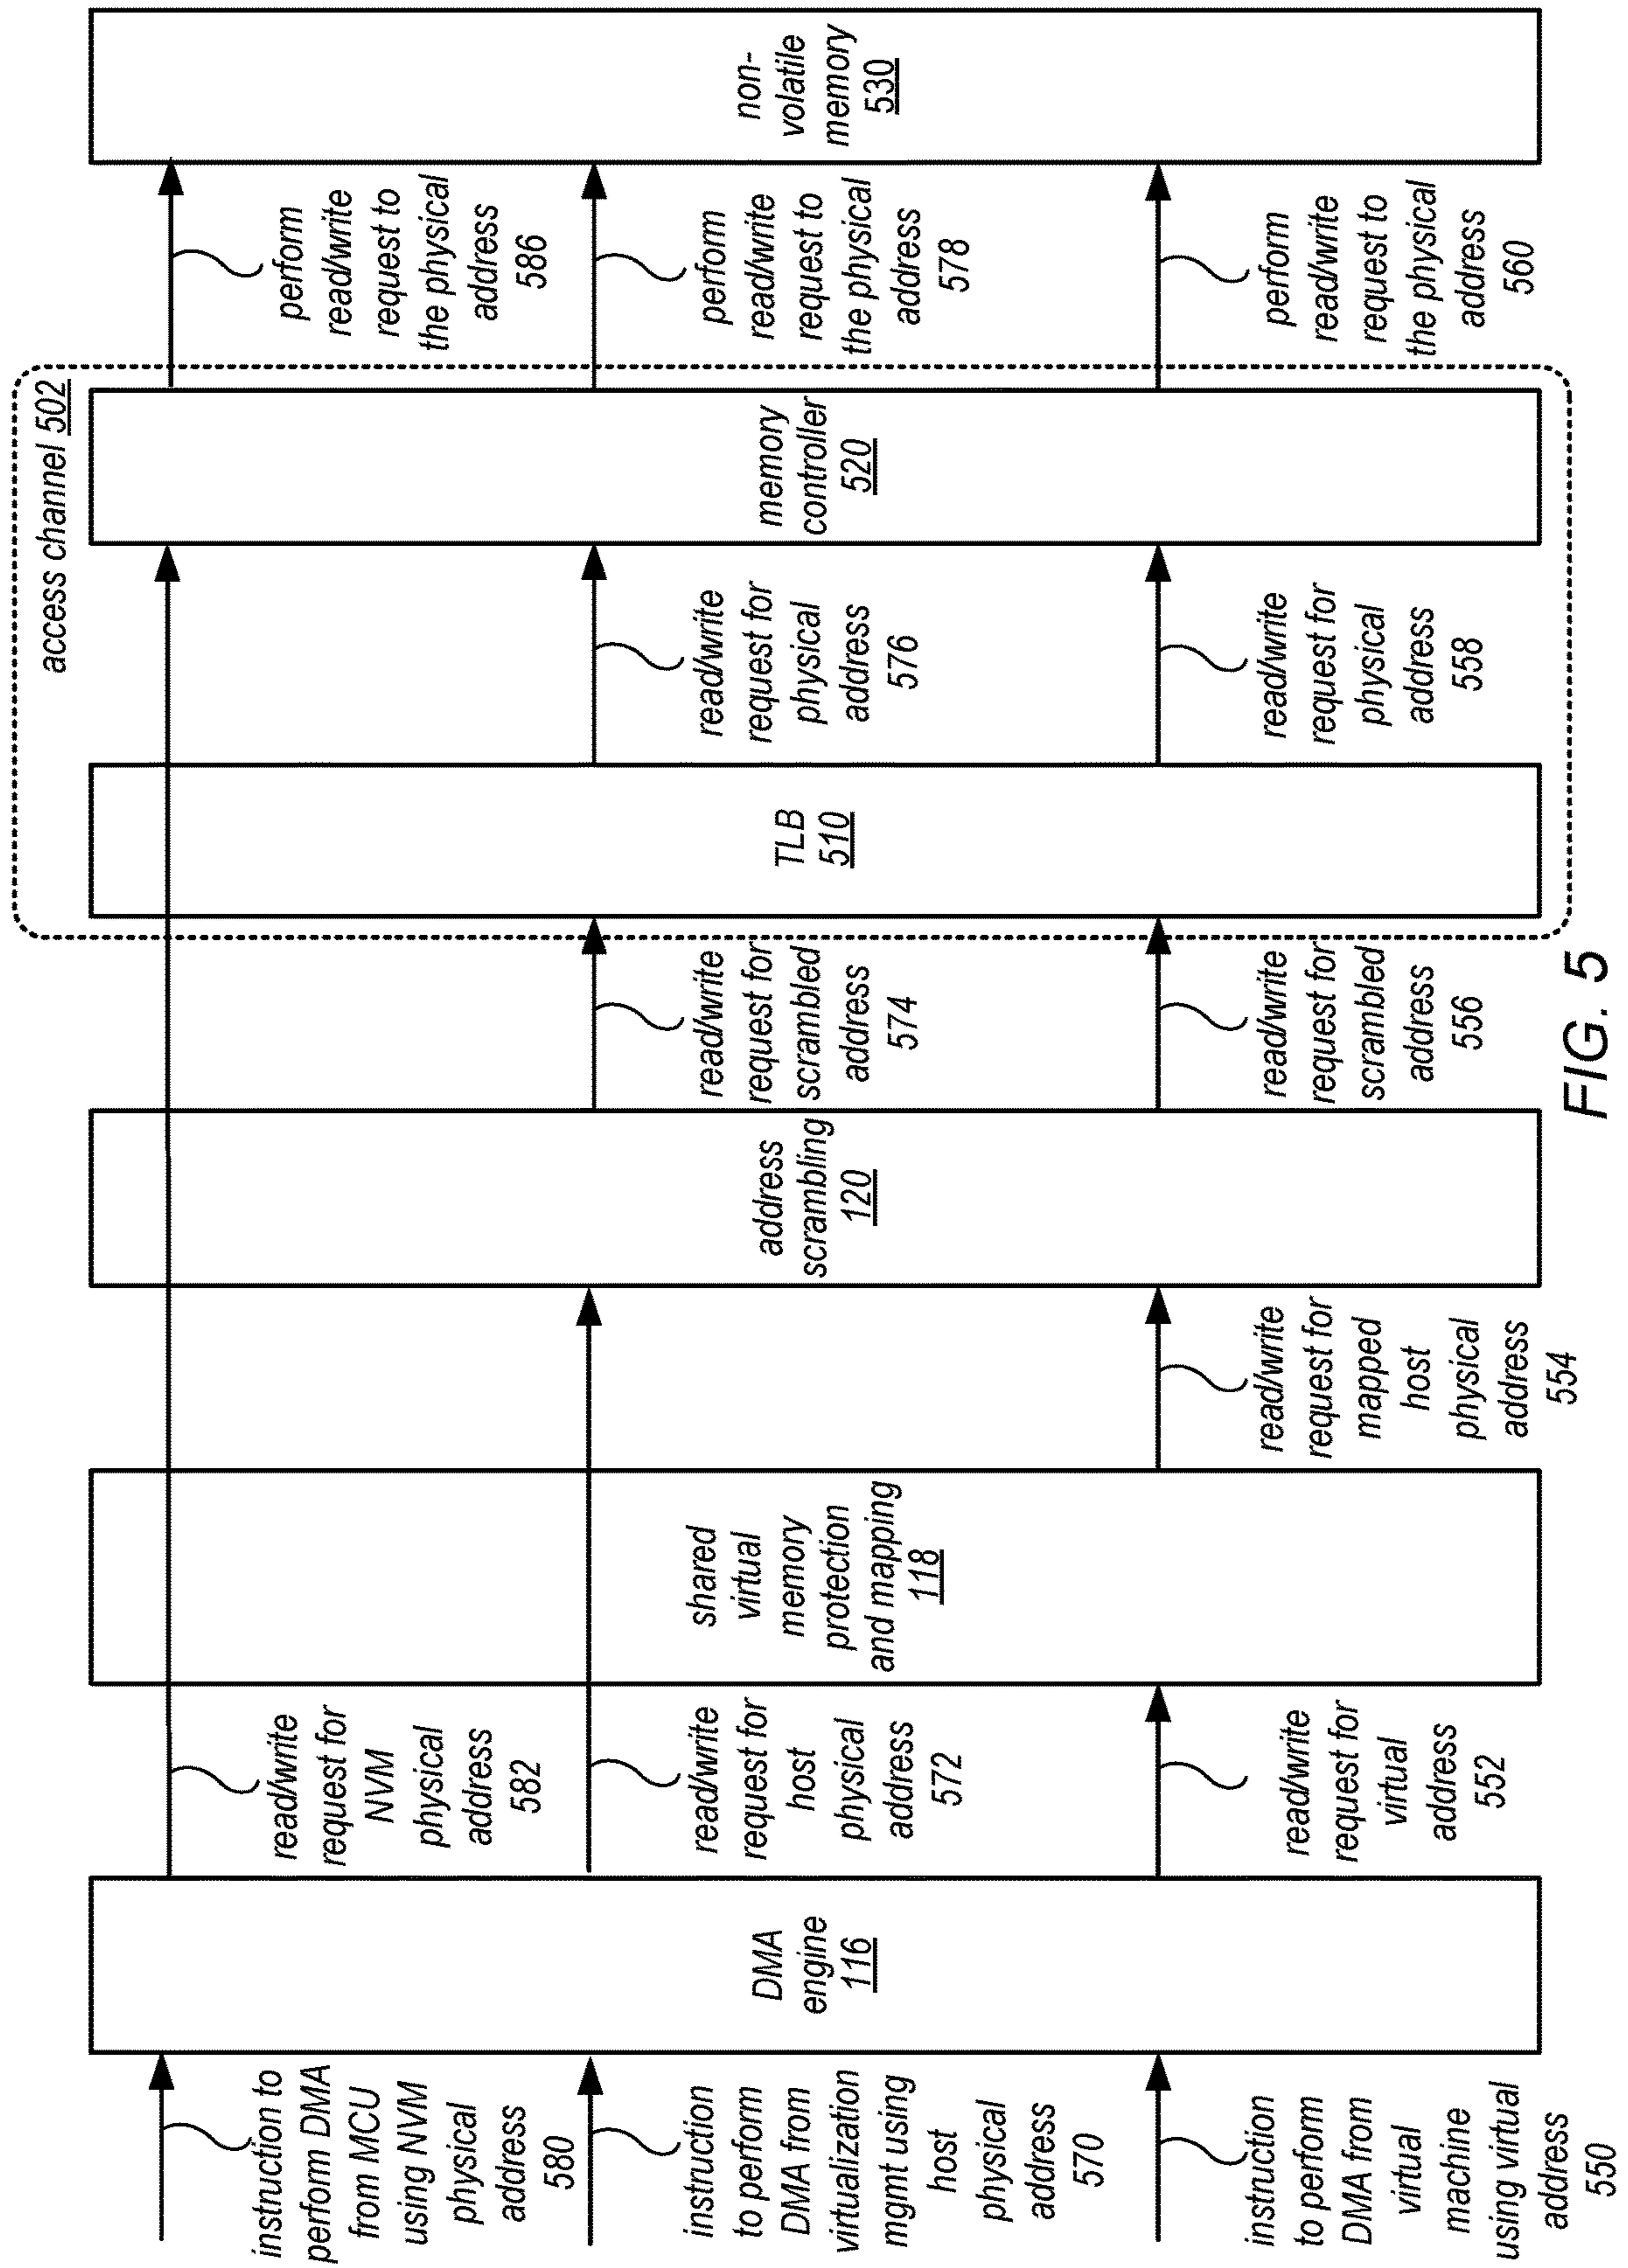 access channel 502
instruction to
perform DMA
from MCU
using NVM
physical
address
580
DMA
engine
116
read/write
request for
NVM
physical
address
582
shared
virtual
memory
protection
and mapping
118
address
scrambling
120
TLB
510
memory
controller
520
perform
read/write
request to
the physical
address
586
non-
volatile
memory
530
instruction
to perform
DMA from
virtualization
mgmt using
host
physical
address
570
read/write
request for
host
physical
address
572
read/write
request for
scrambled
address
574
read/write
request for
physical
address
576
perform
read/write
request to
the physical
address
578
instruction
to perform
DMA from
virtual
machine
using virtual
address
550
read/write
request for
virtual
address
552
read/write
request for
mapped
host
physical
address
554
read/write
request for
scrambled
address
556
read/write
request for
physical
address
558
perform
read/write
request to
the physical
address
560
FIG. 5